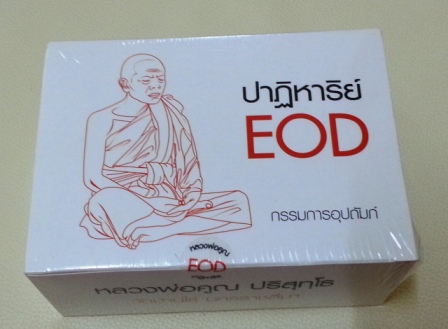 ปาฏิหาริย์
EOD
กรรมการอุปถัมภ์
หลวงพ่อคูณ
EOD
หลวงพ่อคูณ ปริสุทฺโธ